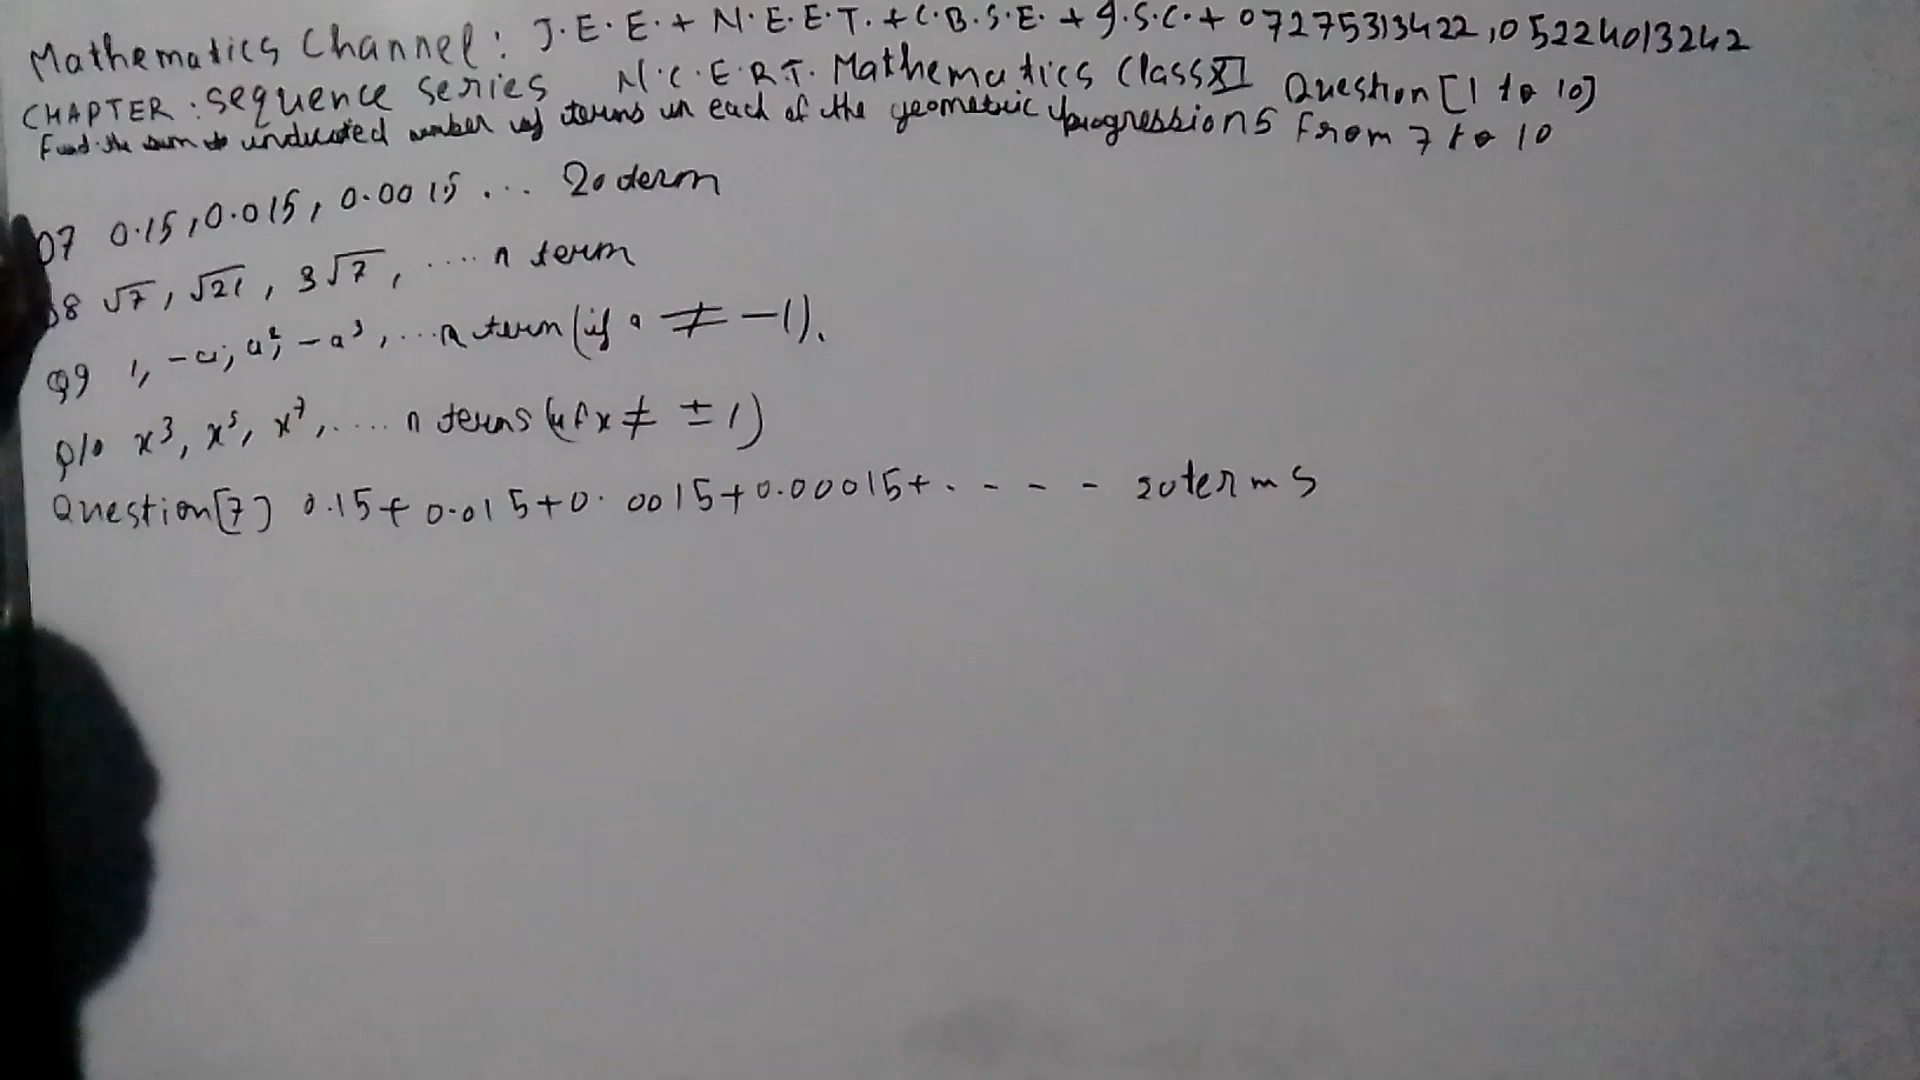 Mathematics Channel: J.E.E.+ N.E.E.T.+C.B.S.E.+ I.S.C.+ 07275313422,05224013242
CHAPTER: Sequence Series N.C.E.R.T. Mathematics Class XI Question [1 to 10]
Find the sum to indicated number of terms in each of the geometric progressions from 7 to 10
Q7 0.15, 0.015, 0.0015 ... 20 term
Q8 √7, √21, 3√7, .... n term
Q9 1, -a, a², -a³, ... n term (if a ≠ -1).
Q10 x³, x⁵, x⁷, .... n terms (if x ≠ ±1)
Question[7] 0.15+0.015+0.0015+0.00015+. - - - 20terms